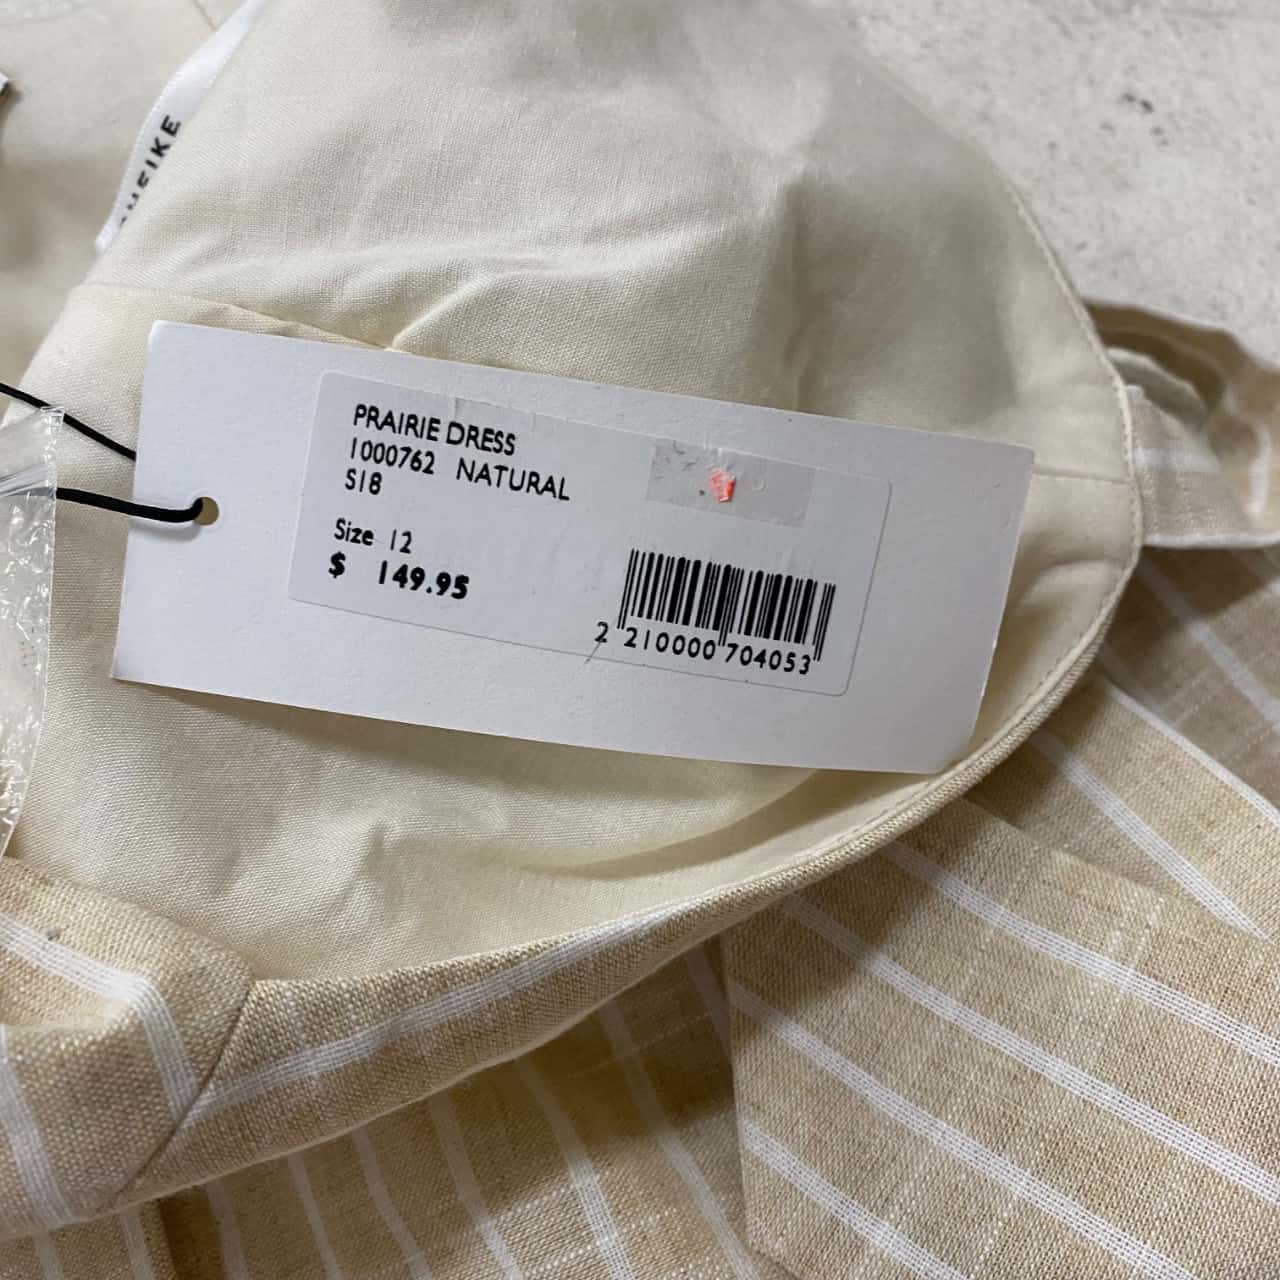 PRAIRIE DRESS
1000762 NATURAL
S18
Size 12
$ 149.95
2 210000 704053